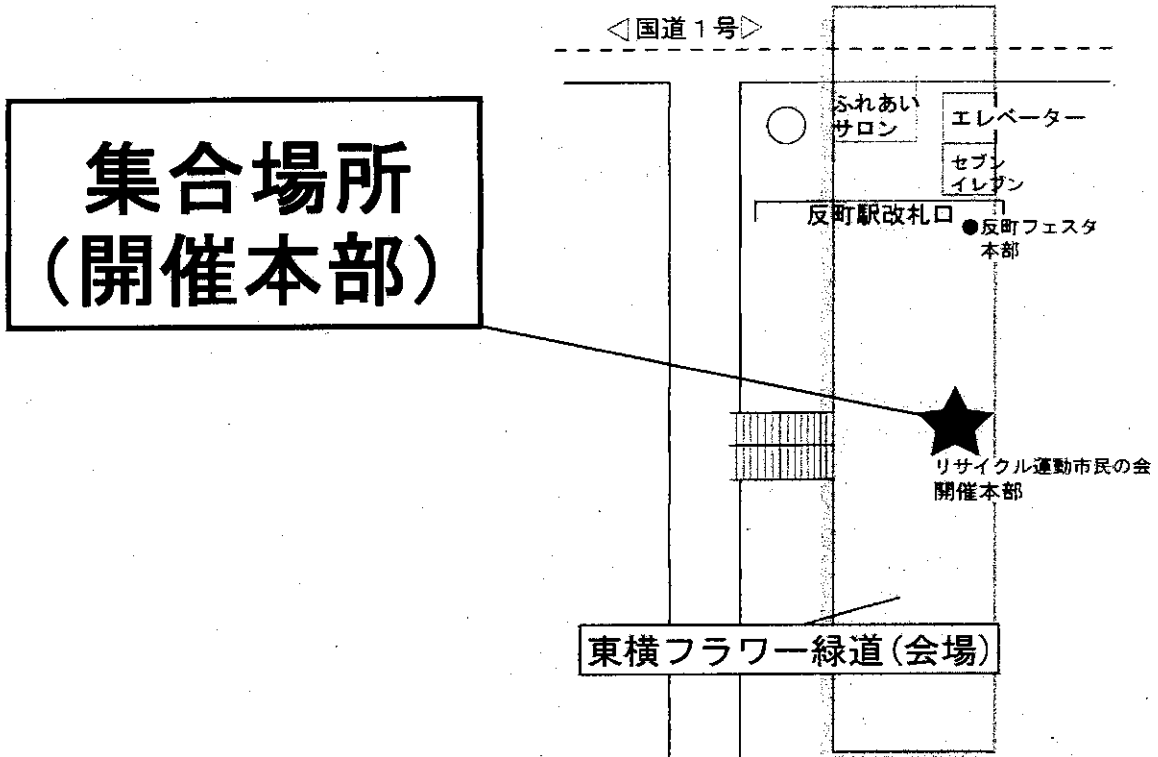 ◁国道１号▷
集合場所
(開催本部)
ふれあい
サロン
エレベーター
セブン
イレブン
反町駅改札口
●反町フェスタ
本部
リサイクル運動市民の会
開催本部
東横フラワー緑道(会場)